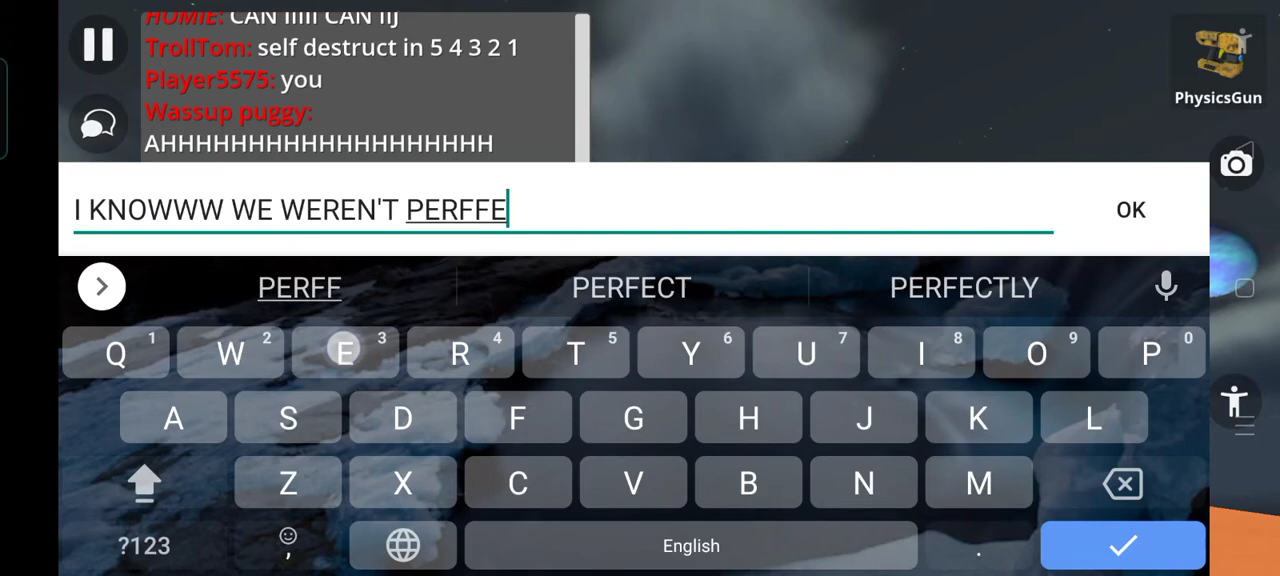 HOMIE: CAN IIIII CAN IIJ
TrollTom: self destruct in 5 4 3 2 1
Player5575: you
Wassup puggy:
AHHHHHHHHHHHHHHHHHHH
PhysicsGun
I KNOWWW WE WEREN'T PERFFE
OK
PERFF PERFECT PERFECTLY
Q 1 W 2 E 3 R 4 T 5 Y 6 U 7 I 8 O 9 P 0
A S D F G H J K L
Z X C V B N M
?123 , English .